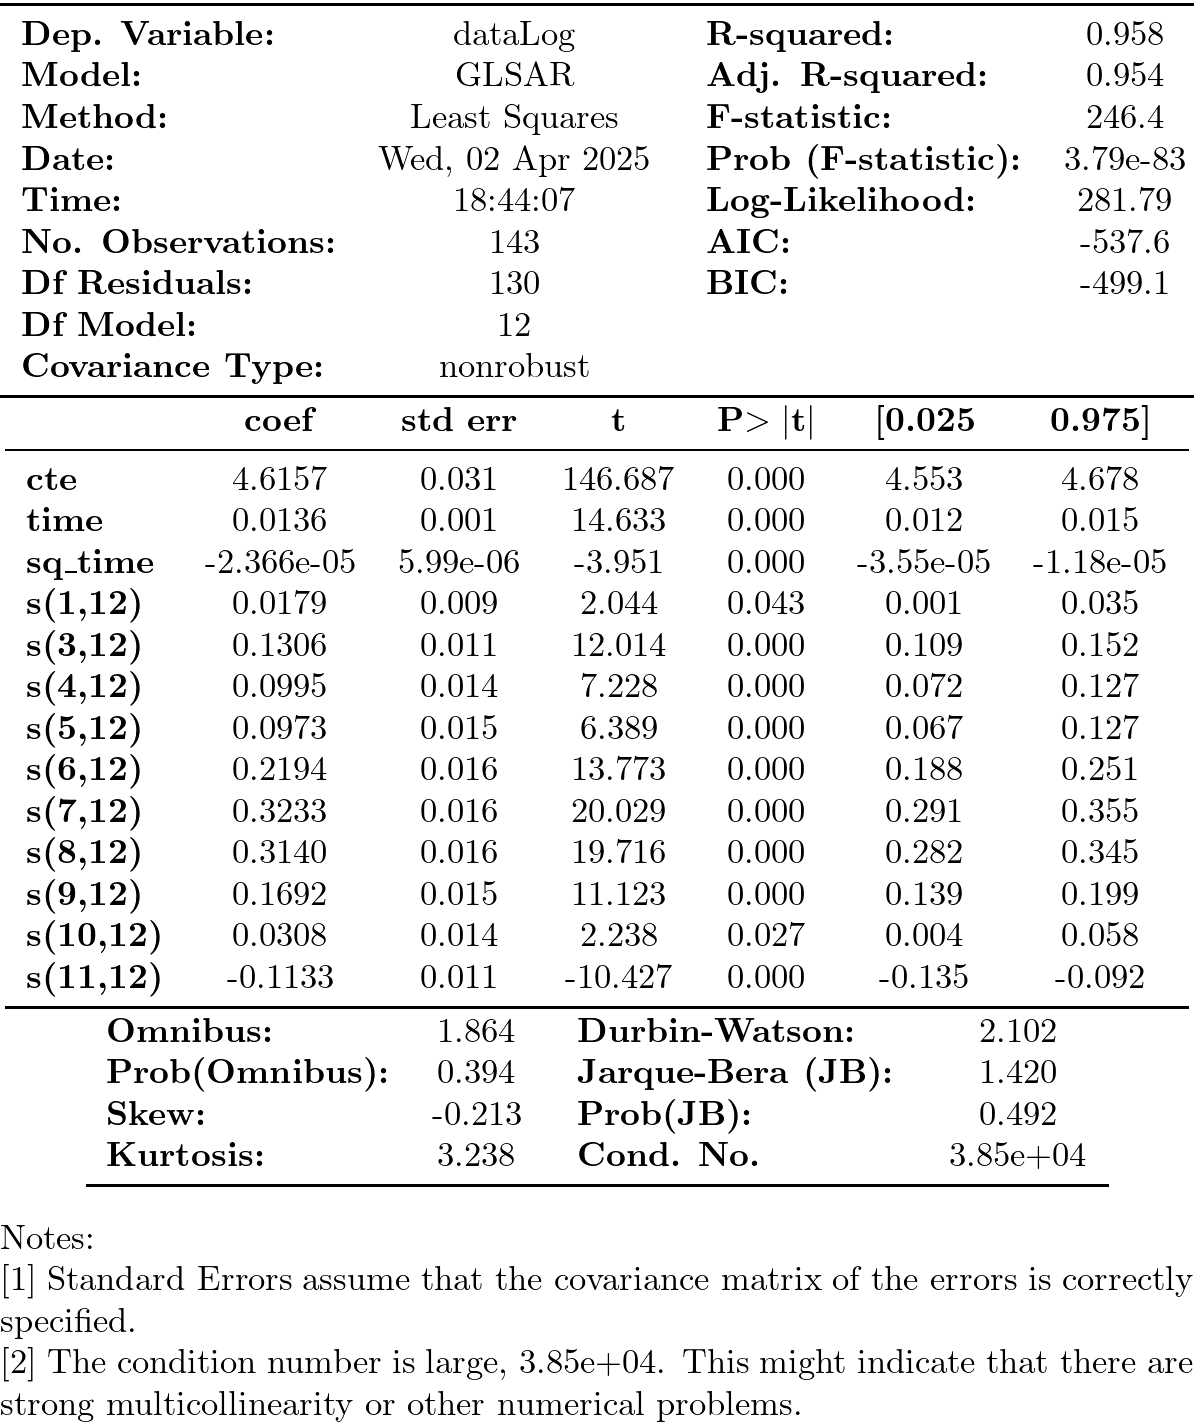 Dep. Variable: dataLog R-squared: 0.958
Model: GLSAR Adj. R-squared: 0.954
Method: Least Squares F-statistic: 246.4
Date: Wed, 02 Apr 2025 Prob (F-statistic): 3.79e-83
Time: 18:44:07 Log-Likelihood: 281.79
No. Observations: 143 AIC: -537.6
Df Residuals: 130 BIC: -499.1
Df Model: 12
Covariance Type: nonrobust
coef std err t P> |t| [0.025 0.975]
cte 4.6157 0.031 146.687 0.000 4.553 4.678
time 0.0136 0.001 14.633 0.000 0.012 0.015
sq_time -2.366e-05 5.99e-06 -3.951 0.000 -3.55e-05 -1.18e-05
s(1,12) 0.0179 0.009 2.044 0.043 0.001 0.035
s(3,12) 0.1306 0.011 12.014 0.000 0.109 0.152
s(4,12) 0.0995 0.014 7.228 0.000 0.072 0.127
s(5,12) 0.0973 0.015 6.389 0.000 0.067 0.127
s(6,12) 0.2194 0.016 13.773 0.000 0.188 0.251
s(7,12) 0.3233 0.016 20.029 0.000 0.291 0.355
s(8,12) 0.3140 0.016 19.716 0.000 0.282 0.345
s(9,12) 0.1692 0.015 11.123 0.000 0.139 0.199
s(10,12) 0.0308 0.014 2.238 0.027 0.004 0.058
s(11,12) -0.1133 0.011 -10.427 0.000 -0.135 -0.092
Omnibus: 1.864 Durbin-Watson: 2.102
Prob(Omnibus): 0.394 Jarque-Bera (JB): 1.420
Skew: -0.213 Prob(JB): 0.492
Kurtosis: 3.238 Cond. No. 3.85e+04
Notes:
[1] Standard Errors assume that the covariance matrix of the errors is correctly
specified.
[2] The condition number is large, 3.85e+04. This might indicate that there are
strong multicollinearity or other numerical problems.